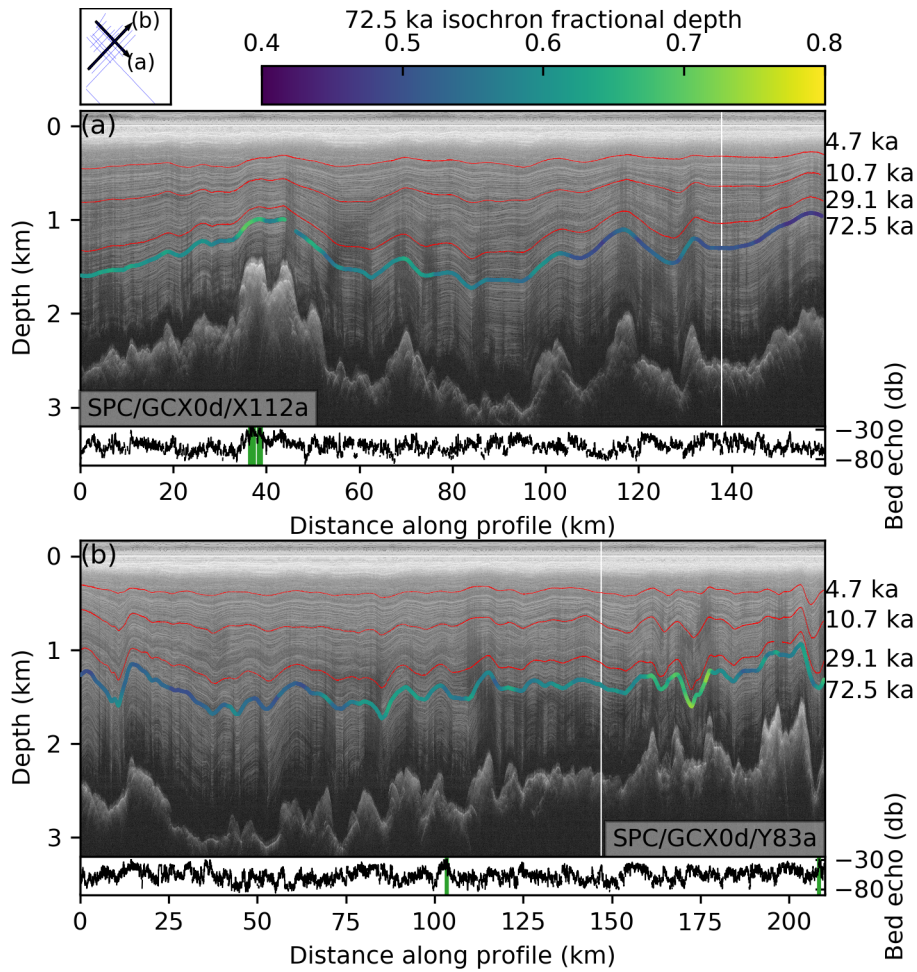 (b)
(a)
72.5 ka isochron fractional depth
0.4 0.5 0.6 0.7 0.8
(a)
0
1
2
3
Depth (km)
4.7 ka
10.7 ka
29.1 ka
72.5 ka
SPC/GCX0d/X112a
−30
−80
Bed echo (db)
0 20 40 60 80 100 120 140
Distance along profile (km)
(b)
0
1
2
3
Depth (km)
4.7 ka
10.7 ka
29.1 ka
72.5 ka
SPC/GCX0d/Y83a
−30
−80
Bed echo (db)
0 25 50 75 100 125 150 175 200
Distance along profile (km)